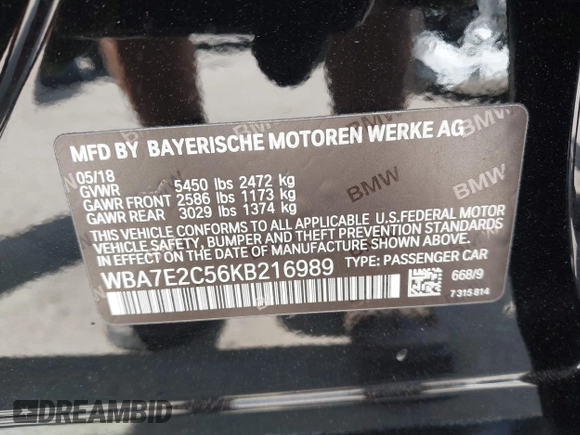 MFD BY BAYERISCHE MOTOREN WERKE AG
05/18
GVWR 5450 lbs 2472 kg
GAWR FRONT 2586 lbs 1173 kg
GAWR REAR 3029 lbs 1374 kg
THIS VEHICLE CONFORMS TO ALL APPLICABLE U.S.FEDERAL MOTOR
VEHICLE SAFETY, BUMPER AND THEFT PREVENTION STANDARDS
IN EFFECT ON THE DATE OF MANUFACTURE SHOWN ABOVE.
WBA7E2C56KB216989 TYPE: PASSENGER CAR
668/9
7 315 814
BMW
BMW
BMW
BMW
DREAMBID